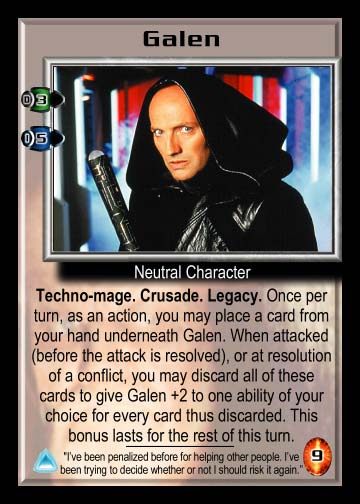 Galen
3
5
Neutral Character
Techno-mage. Crusade. Legacy. Once per
turn, as an action, you may place a card from
your hand underneath Galen. When attacked
(before the attack is resolved), or at resolution
of a conflict, you may discard all of these
cards to give Galen +2 to one ability of your
choice for every card thus discarded. This
bonus lasts for the rest of this turn.
"I've been penalized before for helping other people. I've
been trying to decide whether or not I should risk it again."
9